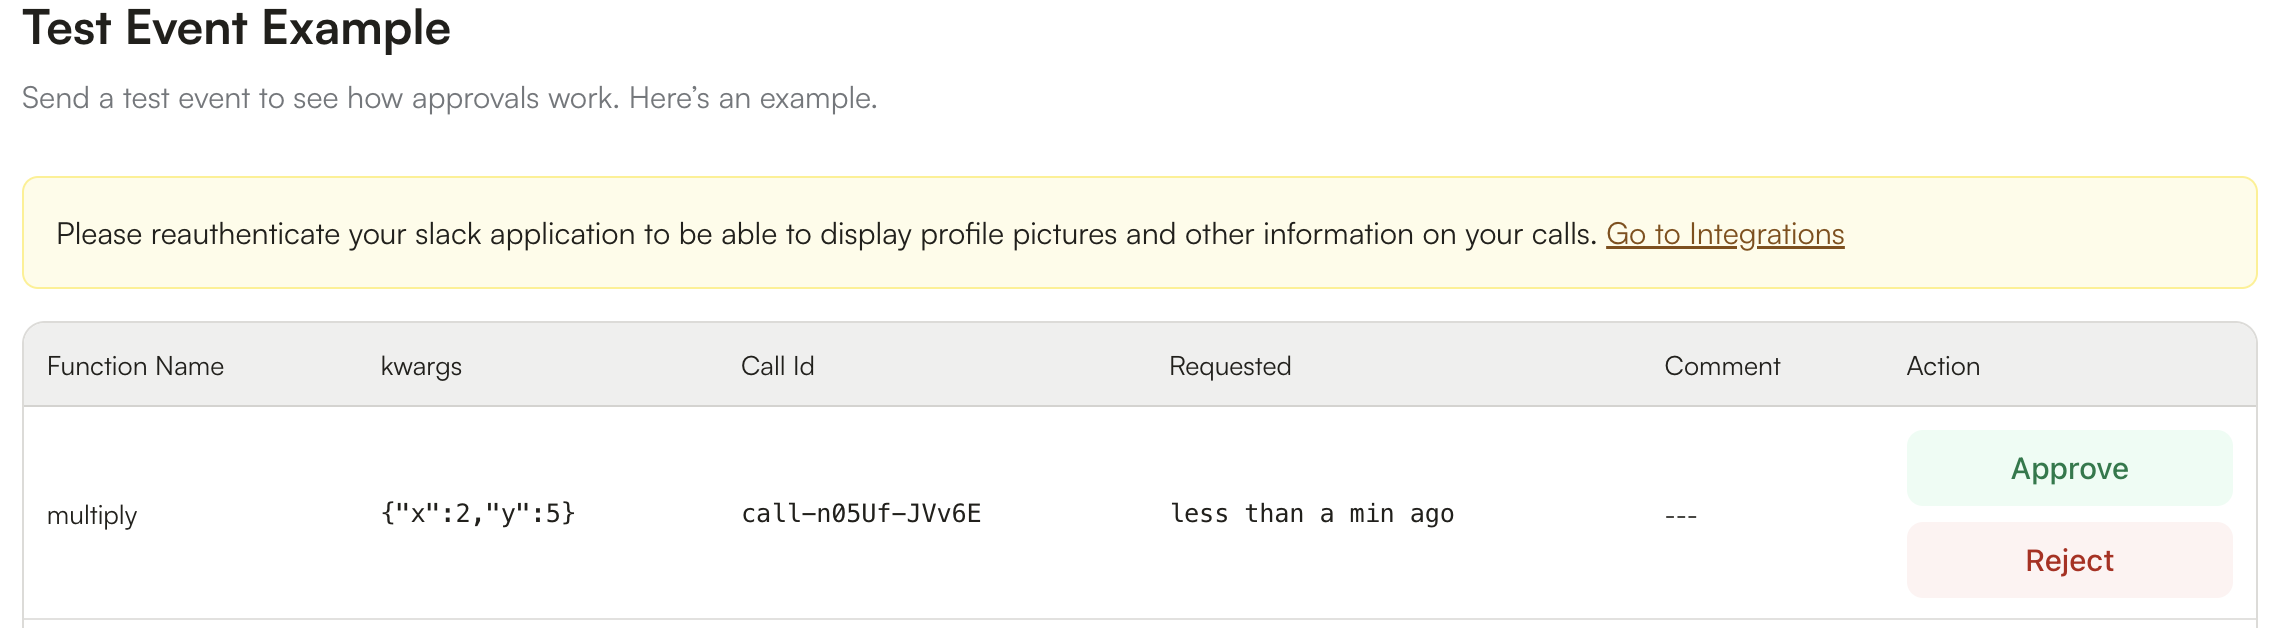 Test Event Example
Send a test event to see how approvals work. Here's an example.
Please reauthenticate your slack application to be able to display profile pictures and other information on your calls. Go to Integrations
Function Name kwargs Call Id Requested Comment Action
multiply {"x":2,"y":5} call-n05Uf-JVv6E less than a min ago ---
Approve
Reject